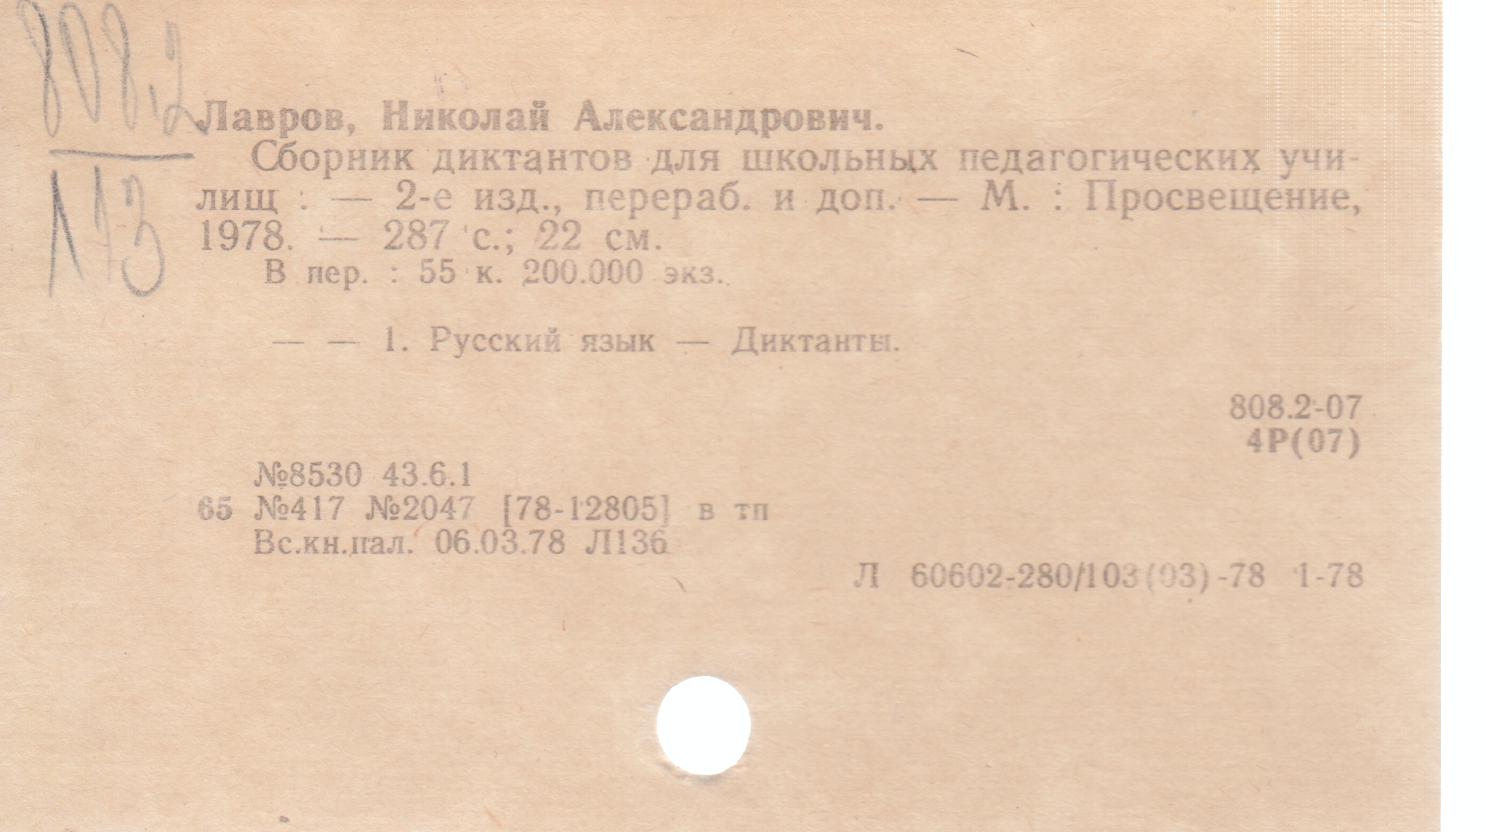 808.2
Л13
Лавров, Николай Александрович.
Сборник диктантов для школьных педагогических учи-
лищ : — 2-е изд., перераб. и доп. — М. : Просвещение,
1978. — 287 с.; 22 см.
В пер. : 55 к. 200.000 экз.
— — 1. Русский язык — Диктанты.
808.2-07
4Р(07)
№8530 43.6.1
65 №417 №2047 [78-12805] в тп
Вс.кн.пал. 06.03.78 Л136
Л 60602-280/103(03)-78 1-78